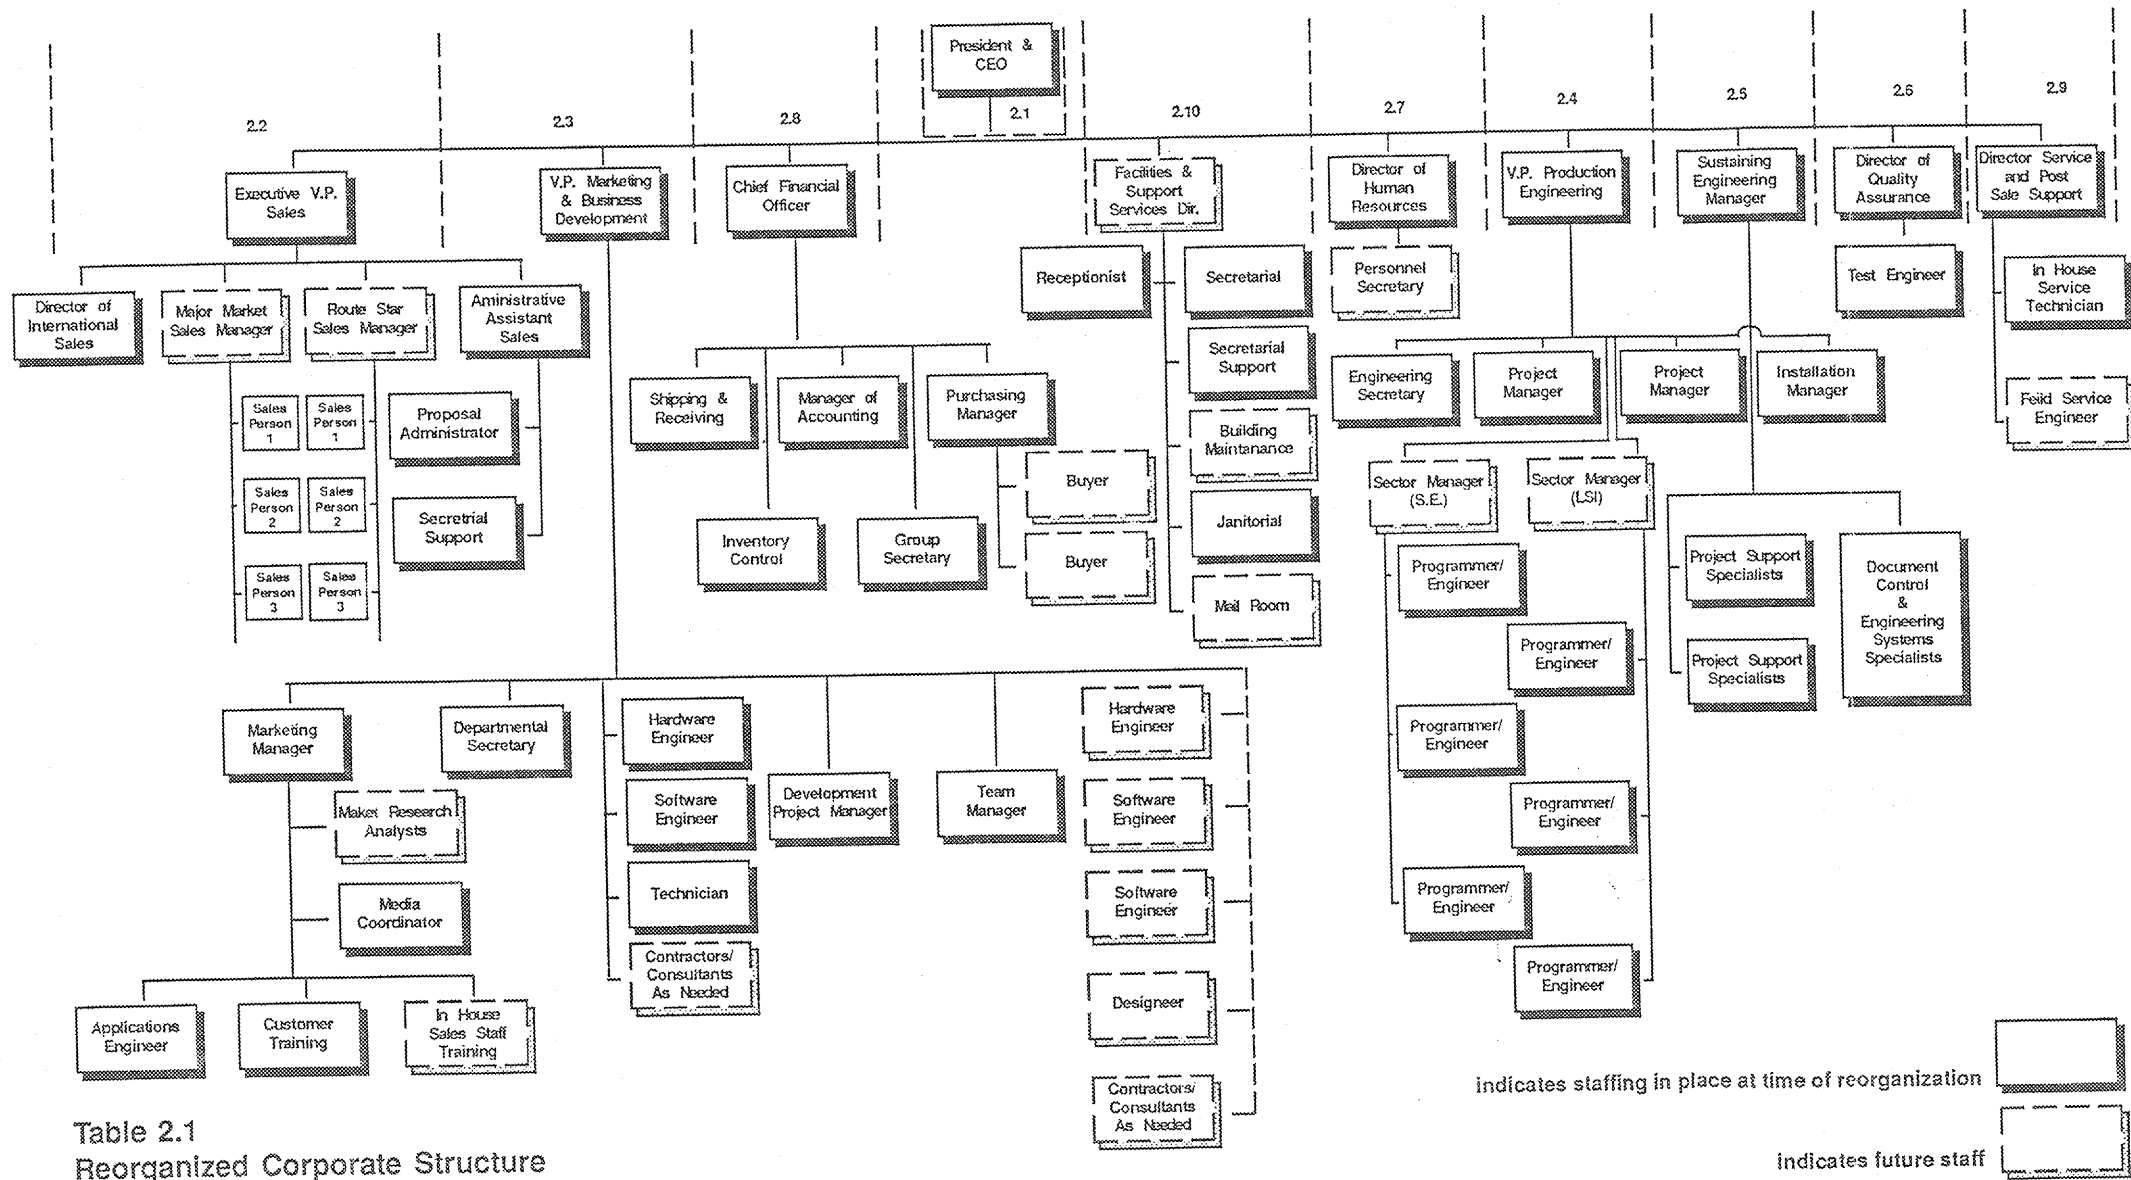 President &
CEO
2.1
2.2
2.3
2.8
2.10
2.7
2.4
2.5
2.6
2.9
Executive V.P.
Sales
V.P. Marketing
& Business
Development
Chief Financial
Officer
Facilities &
Support
Services Dir.
Director of
Human
Resources
V.P. Production
Engineering
Sustaining
Engineering
Manager
Director of
Quality
Assurance
Director Service
and Post
Sale Support
Director of
International
Sales
Major Market
Sales Manager
Route Star
Sales Manager
Aministrative
Assistant
Sales
Receptionist
Secretarial
Personnel
Secretary
Test Engineer
In House
Service
Technician
Sales
Person
1
Sales
Person
1
Proposal
Administrator
Shipping &
Receiving
Manager of
Accounting
Purchasing
Manager
Secretarial
Support
Engineering
Secretary
Project
Manager
Project
Manager
Installation
Manager
Feild Service
Engineer
Sales
Person
2
Sales
Person
2
Secretrial
Support
Inventory
Control
Group
Secretary
Buyer
Buyer
Building
Maintanance
Janitorial
Mail Room
Sector Manager
(S.E.)
Sector Manager
(LSI)
Sales
Person
3
Sales
Person
3
Programmer/
Engineer
Programmer/
Engineer
Programmer/
Engineer
Programmer/
Engineer
Programmer/
Engineer
Programmer/
Engineer
Project Support
Specialists
Project Support
Specialists
Document
Control
&
Engineering
Systems
Specialists
Marketing
Manager
Departmental
Secretary
Hardware
Engineer
Software
Engineer
Technician
Contractors/
Consultants
As Needed
Development
Project Manager
Team
Manager
Hardware
Engineer
Software
Engineer
Software
Engineer
Designeer
Contractors/
Consultants
As Needed
Maket Research
Analysts
Media
Coordinator
Applications
Engineer
Customer
Training
In House
Sales Staff
Training
indicates staffing in place at time of reorganization
indicates future staff
Table 2.1
Reorganized Corporate Structure